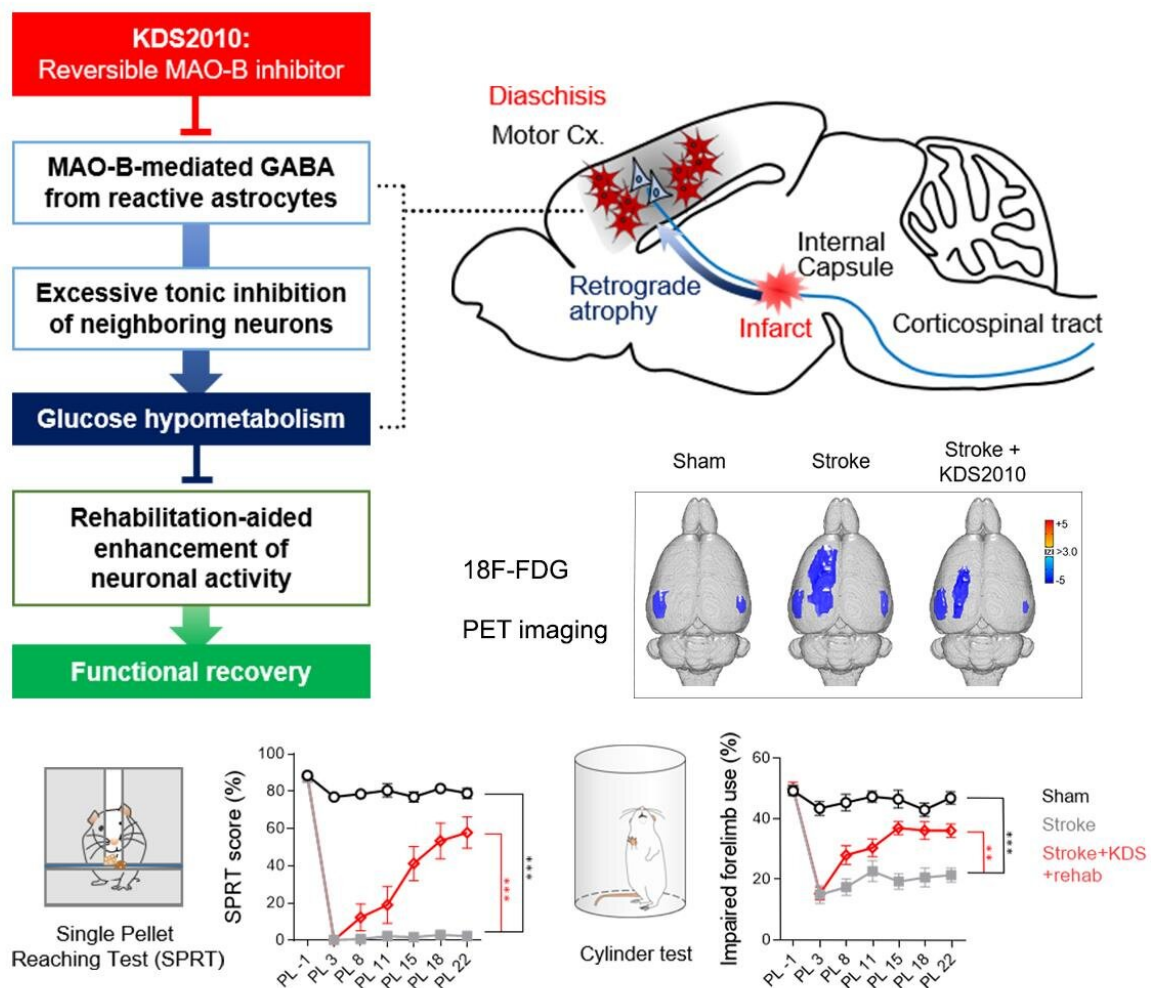 KDS2010:
Reversible MAO-B inhibitor
MAO-B-mediated GABA
from reactive astrocytes
Excessive tonic inhibition
of neighboring neurons
Glucose hypometabolism
Rehabilitation-aided
enhancement of
neuronal activity
Functional recovery
Diaschisis
Motor Cx.
Internal
Capsule
Retrograde
atrophy
Infarct
Corticospinal tract
Sham
Stroke
Stroke +
KDS2010
18F-FDG
PET imaging
+5
|Z|>3.0
-5
Single Pellet
Reaching Test (SPRT)
SPRT score (%)
100
80
60
40
20
0
PL -1
PL 3
PL 8
PL 11
PL 15
PL 18
PL 22
***
***
Cylinder test
Impaired forelimb use (%)
60
40
20
0
PL -1
PL 3
PL 8
PL 11
PL 15
PL 18
PL 22
**
***
Sham
Stroke
Stroke+KDS
+rehab